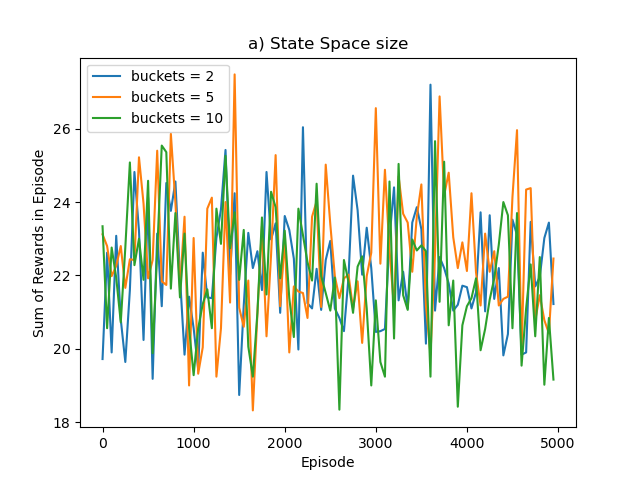 a) State Space size
buckets = 2
buckets = 5
buckets = 10
Sum of Rewards in Episode
26
24
22
20
18
0
1000
2000
3000
4000
5000
Episode